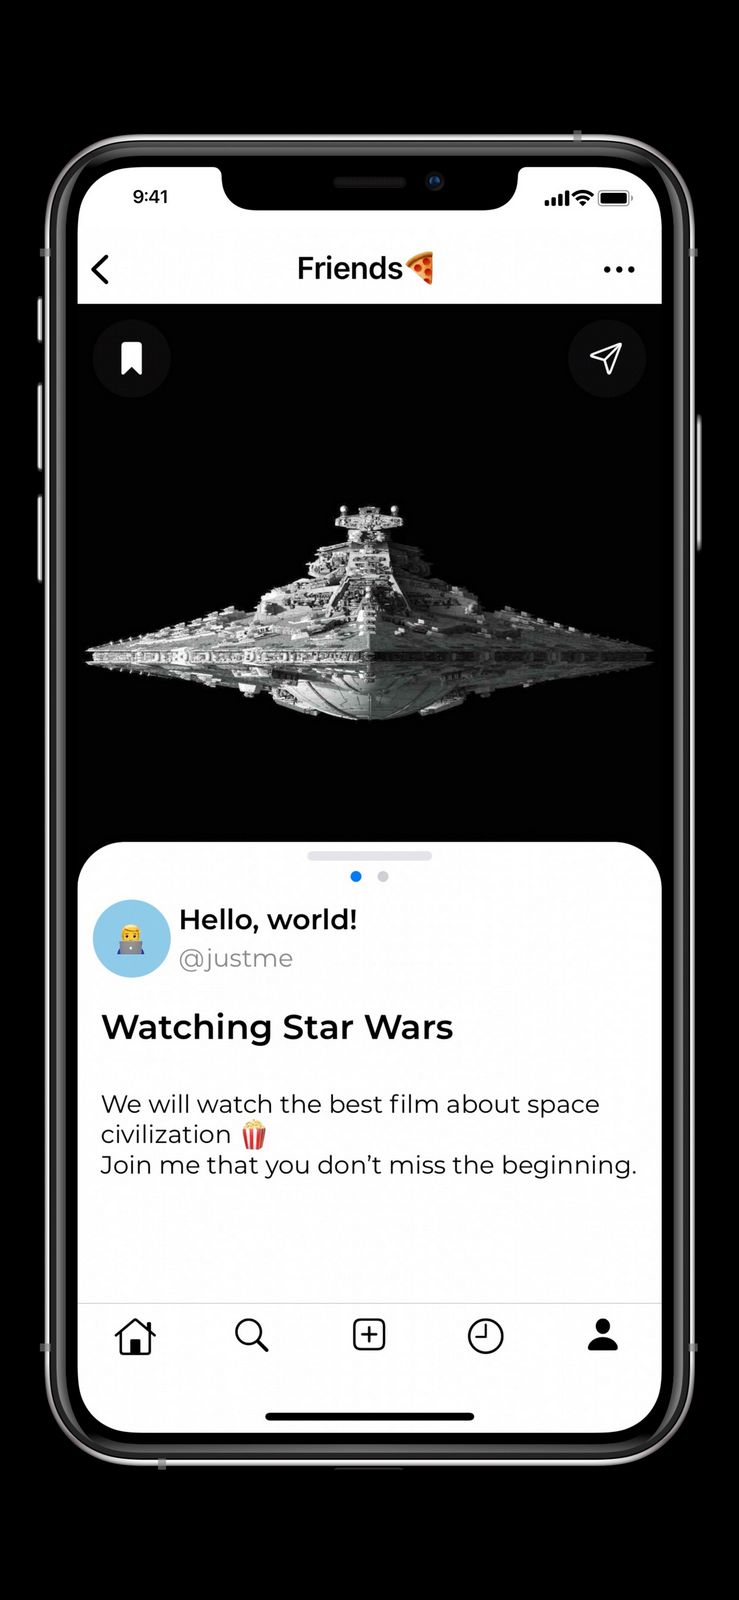 9:41
Friends🍕
Hello, world!
@justme
Watching Star Wars
We will watch the best film about space
civilization 🍿
Join me that you don’t miss the beginning.